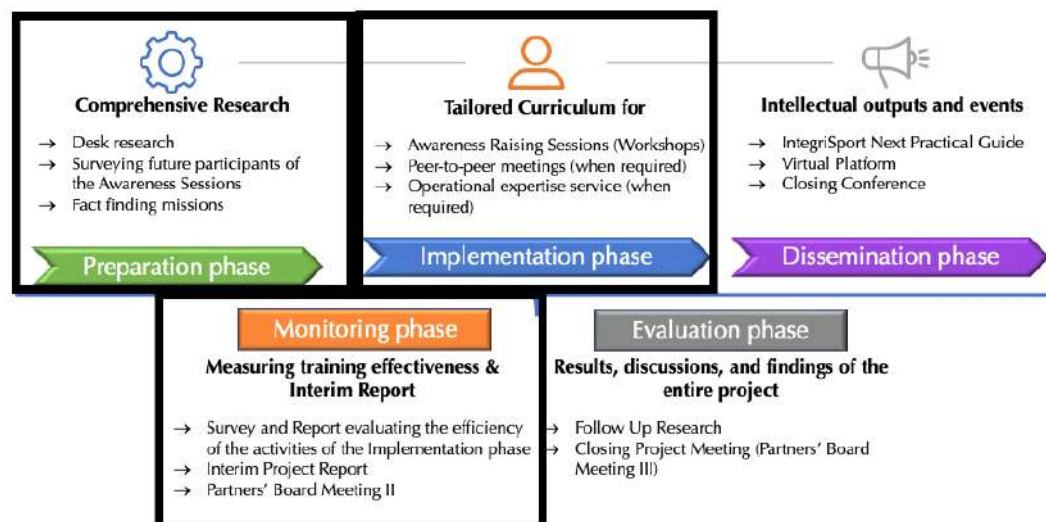 Comprehensive Research
→ Desk research
→ Surveying future participants of
the Awareness Sessions
→ Fact finding missions
Preparation phase
Tailored Curriculum for
→ Awareness Raising Sessions (Workshops)
→ Peer-to-peer meetings (when required)
→ Operational expertise service (when
required)
Implementation phase
Intellectual outputs and events
→ IntegriSport Next Practical Guide
→ Virtual Platform
→ Closing Conference
Dissemination phase
Monitoring phase
Measuring training effectiveness &
Interim Report
→ Survey and Report evaluating the efficiency
of the activities of the Implementation phase
→ Interim Project Report
→ Partners' Board Meeting II
Evaluation phase
Results, discussions, and findings of the
entire project
→ Follow Up Research
→ Closing Project Meeting (Partners' Board
Meeting III)